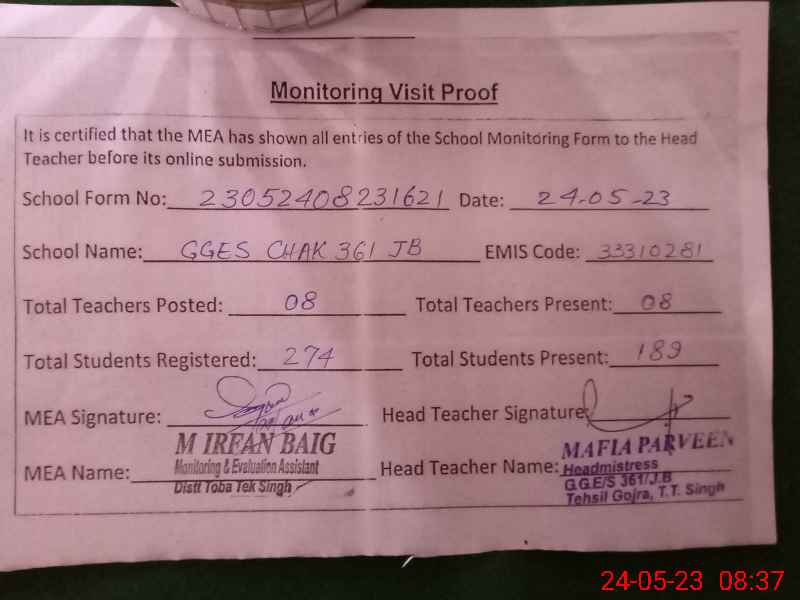 Monitoring Visit Proof
It is certified that the MEA has shown all entries of the School Monitoring Form to the Head
Teacher before its online submission.
School Form No: 23052408231621 Date: 24-05-23
School Name: GGES CHAK 361 JB EMIS Code: 33310281
Total Teachers Posted: 08 Total Teachers Present: 08
Total Students Registered: 274 Total Students Present: 189
MEA Signature: Head Teacher Signature:
MEA Name: M IRFAN BAIG
Monitoring & Evaluation Assistant
Distt Toba Tek Singh
Head Teacher Name: MAFIA PARVEEN
Headmistress
G.G.E/S 361/J.B
Tehsil Gojra, T.T. Singh
24-05-23 08:37